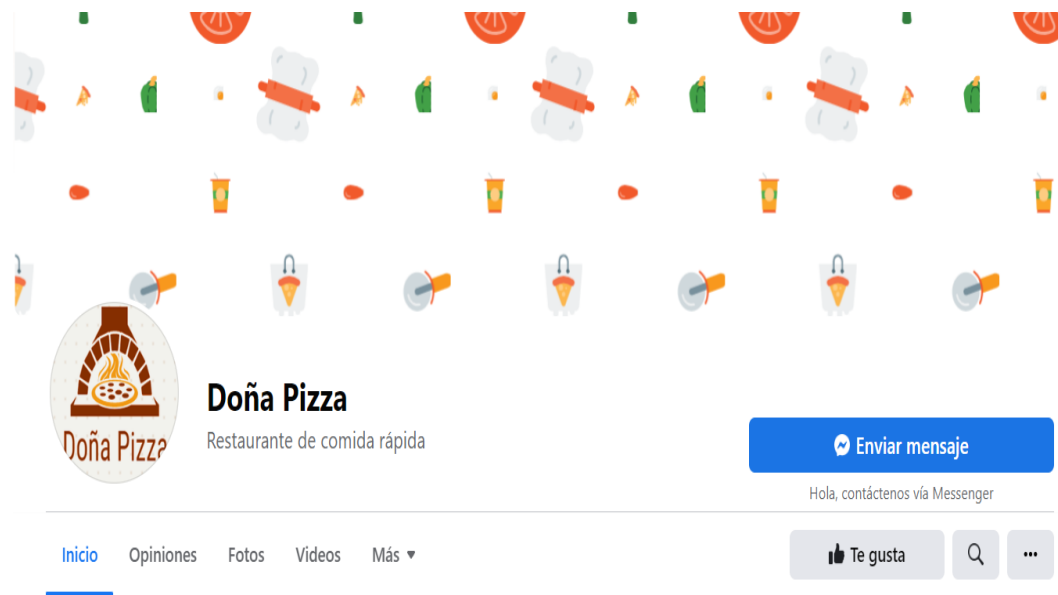 Doña Pizza
Doña Pizza
Restaurante de comida rápida
Enviar mensaje
Hola, contáctenos vía Messenger
Inicio
Opiniones
Fotos
Videos
Más
Te gusta